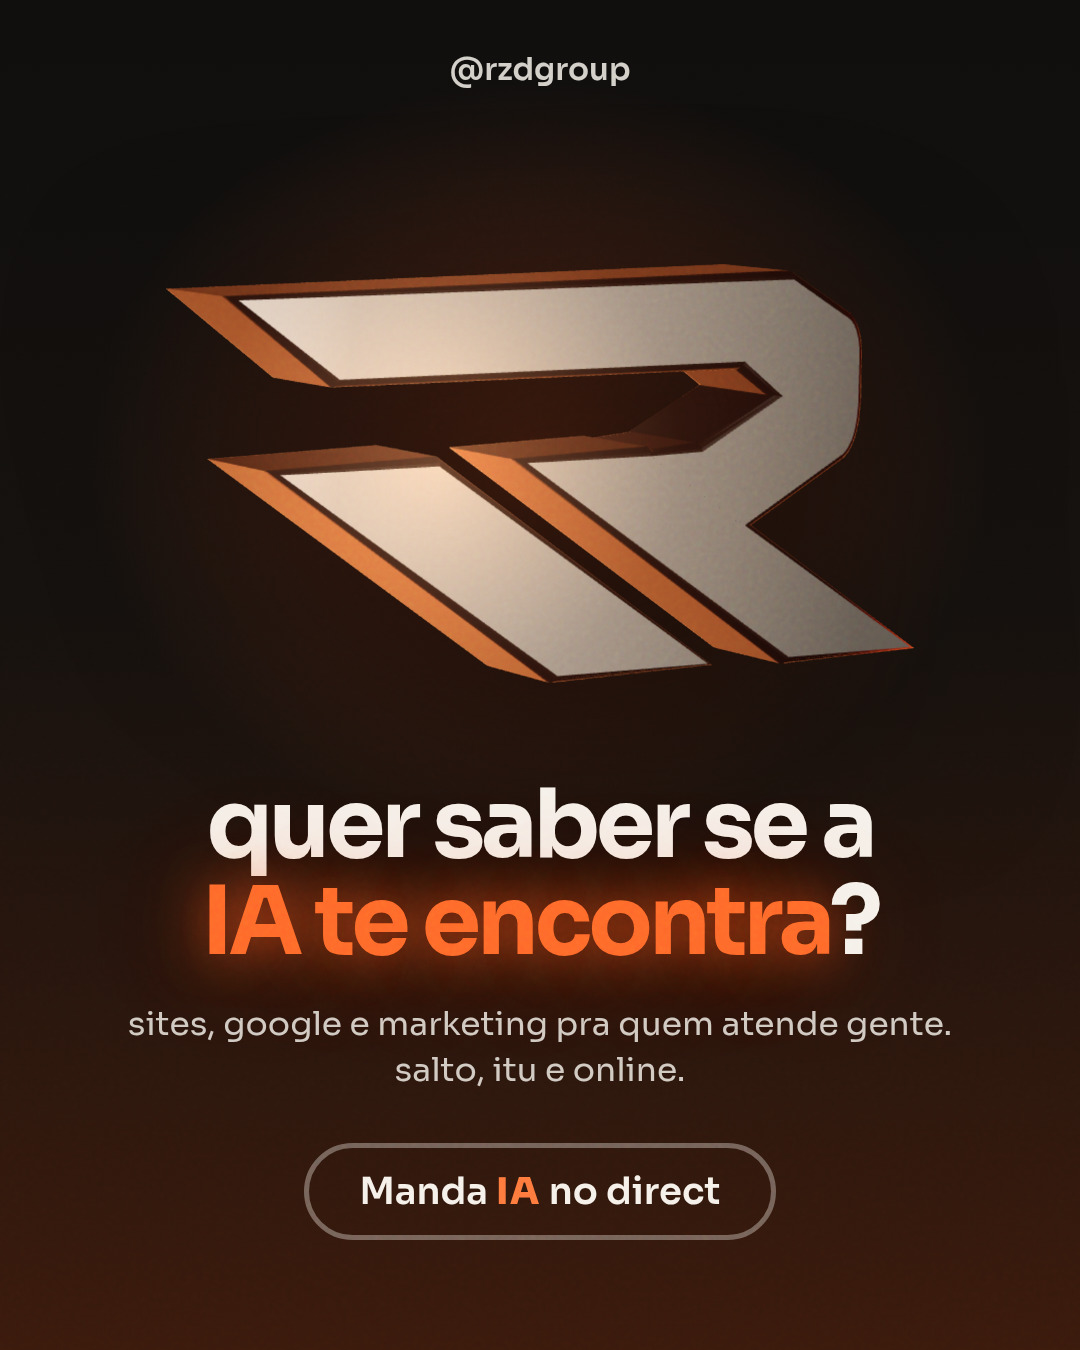 @rzdgroup
quer saber se a
IA te encontra?
sites, google e marketing pra quem atende gente.
salto, itu e online.
Manda IA no direct